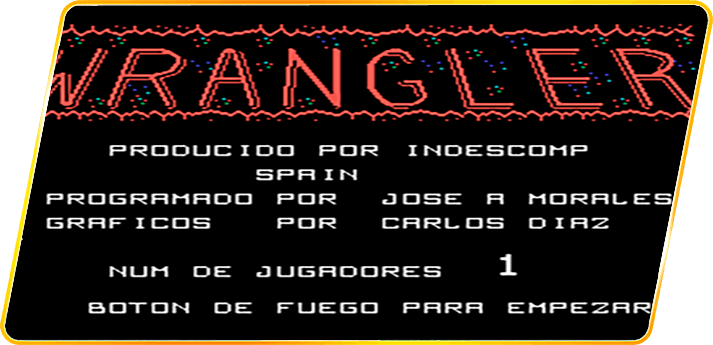 WRANGLER
PRODUCIDO POR INDESCOMP
SPAIN
PROGRAMADO POR JOSE A MORALES
GRAFICOS POR CARLOS DIAZ
NUM DE JUGADORES 1
BOTON DE FUEGO PARA EMPEZAR